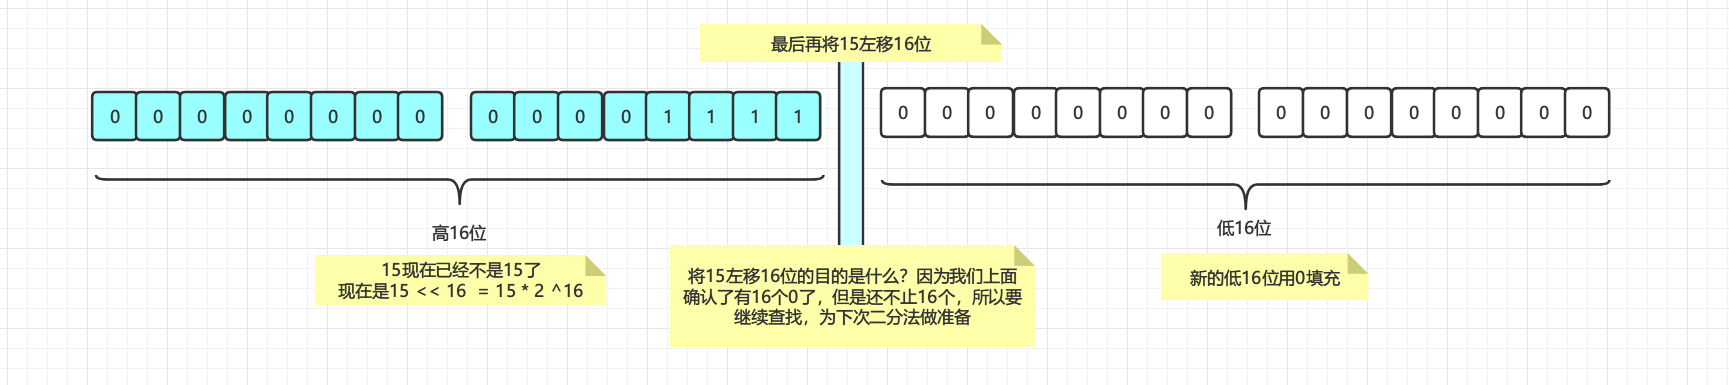 最后再将15左移16位
0 0 0 0 0 0 0 0 0 0 0 0 1 1 1 1
0 0 0 0 0 0 0 0 0 0 0 0 0 0 0 0
高16位
低16位
15现在已经不是15了
现在是15 << 16 = 15 * 2 ^16
将15左移16位的目的是什么？因为我们上面
确认了有16个0了，但是还不止16个，所以要
继续查找，为下次二分法做准备
新的低16位用0填充